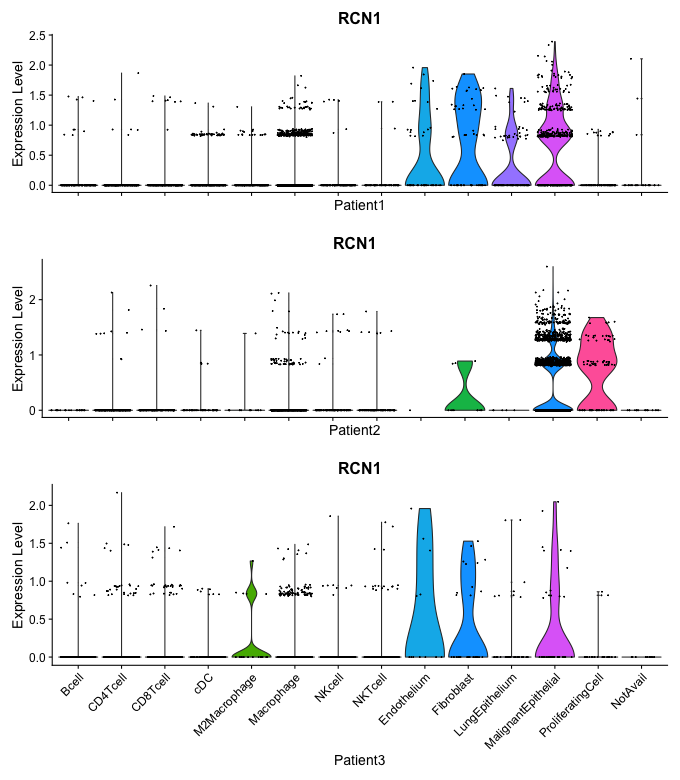 RCN1
2.5
2.0
1.5
1.0
0.5
0.0
Expression Level
Patient1
RCN1
2
1
0
Expression Level
Patient2
RCN1
2.0
1.5
1.0
0.5
0.0
Expression Level
Bcell
CD4Tcell
CD8Tcell
cDC
M2Macrophage
Macrophage
NKcell
NKTcell
Endothelium
Fibroblast
LungEpithelium
MalignantEpithelial
ProliferatingCell
NotAvail
Patient3